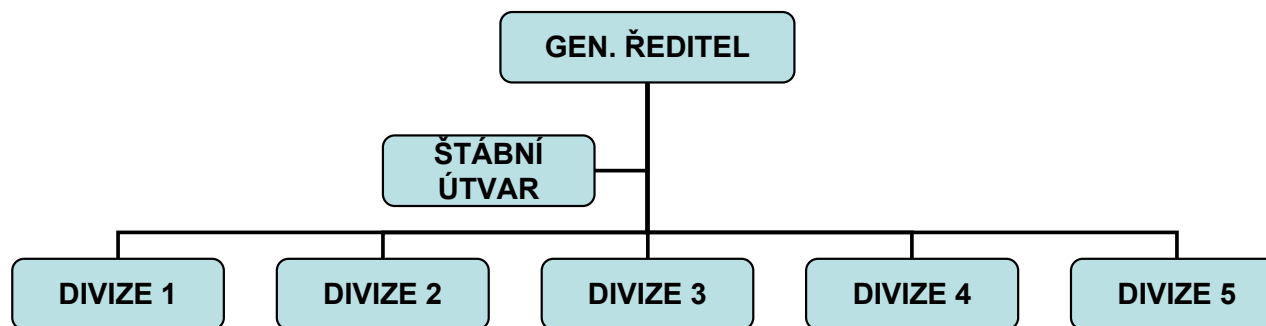 GEN. ŘEDITEL
ŠTÁBNÍ
ÚTVAR
DIVIZE 1
DIVIZE 2
DIVIZE 3
DIVIZE 4
DIVIZE 5